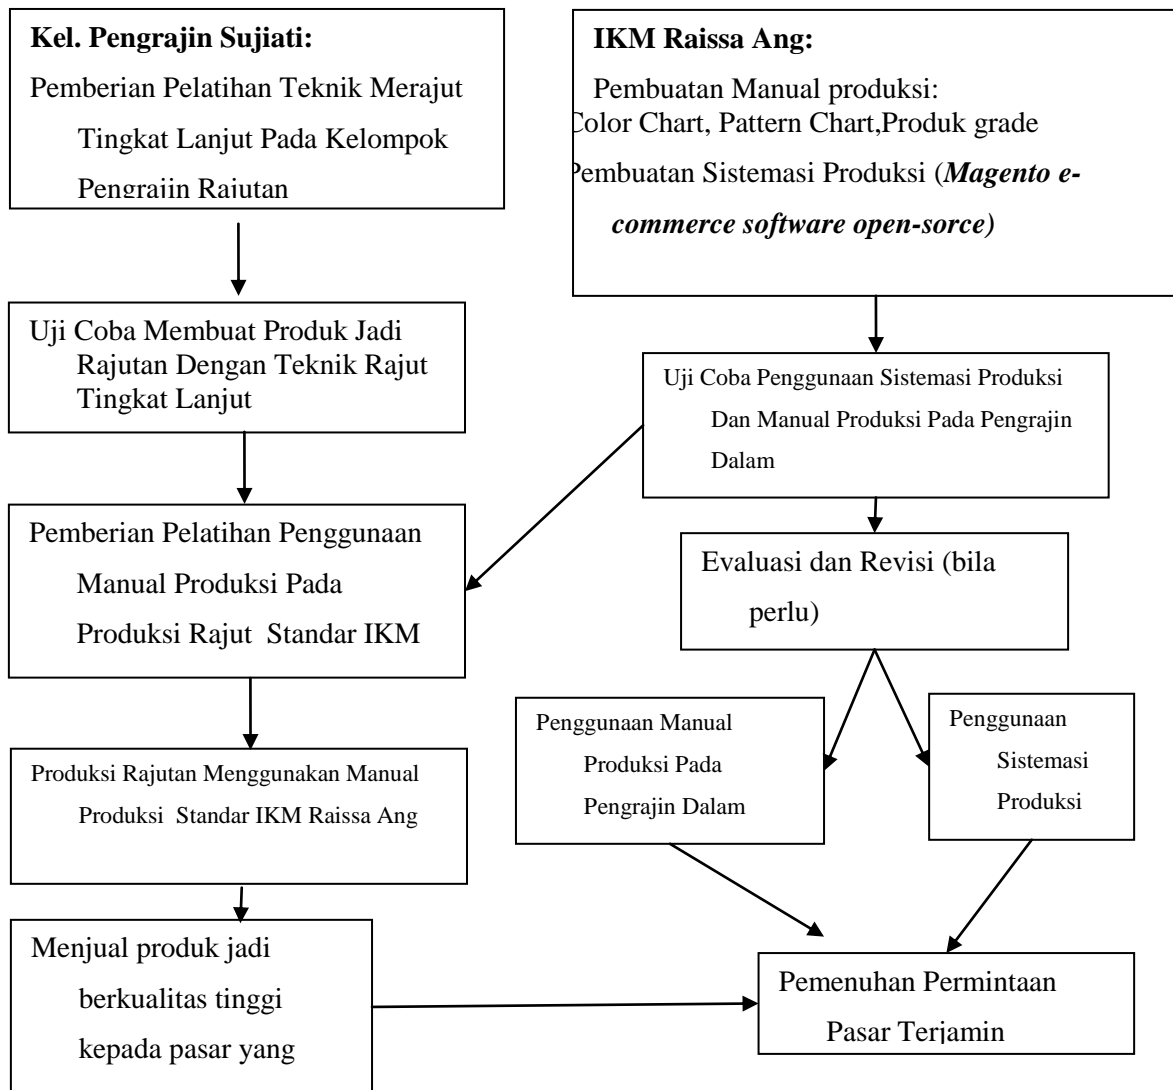 Kel. Pengrajin Sujiati:
Pemberian Pelatihan Teknik Merajut
Tingkat Lanjut Pada Kelompok
Pengrajin Rajutan
Uji Coba Membuat Produk Jadi
Rajutan Dengan Teknik Rajut
Tingkat Lanjut
Pemberian Pelatihan Penggunaan
Manual Produksi Pada
Produksi Rajut Standar IKM
Produksi Rajutan Menggunakan Manual
Produksi Standar IKM Raissa Ang
Menjual produk jadi
berkualitas tinggi
kepada pasar yang
IKM Raissa Ang:
Pembuatan Manual produksi:
Color Chart, Pattern Chart,Produk grade
Pembuatan Sistemasi Produksi (Magento e-
commerce software open-sorce)
Uji Coba Penggunaan Sistemasi Produksi
Dan Manual Produksi Pada Pengrajin
Dalam
Evaluasi dan Revisi (bila
perlu)
Penggunaan Manual
Produksi Pada
Pengrajin Dalam
Penggunaan
Sistemasi
Produksi
Pemenuhan Permintaan
Pasar Terjamin